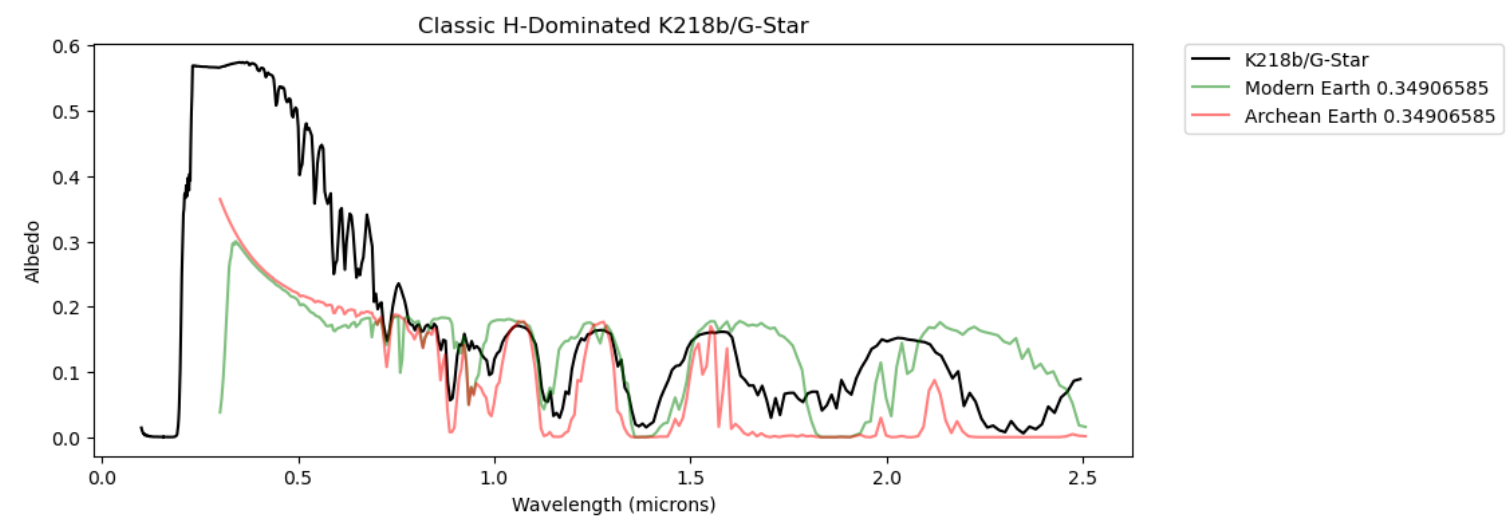 Classic H-Dominated K218b/G-Star
K218b/G-Star
Modern Earth 0.34906585
Archean Earth 0.34906585
0.6
0.5
0.4
0.3
0.2
0.1
0.0
Albedo
0.0 0.5 1.0 1.5 2.0 2.5
Wavelength (microns)